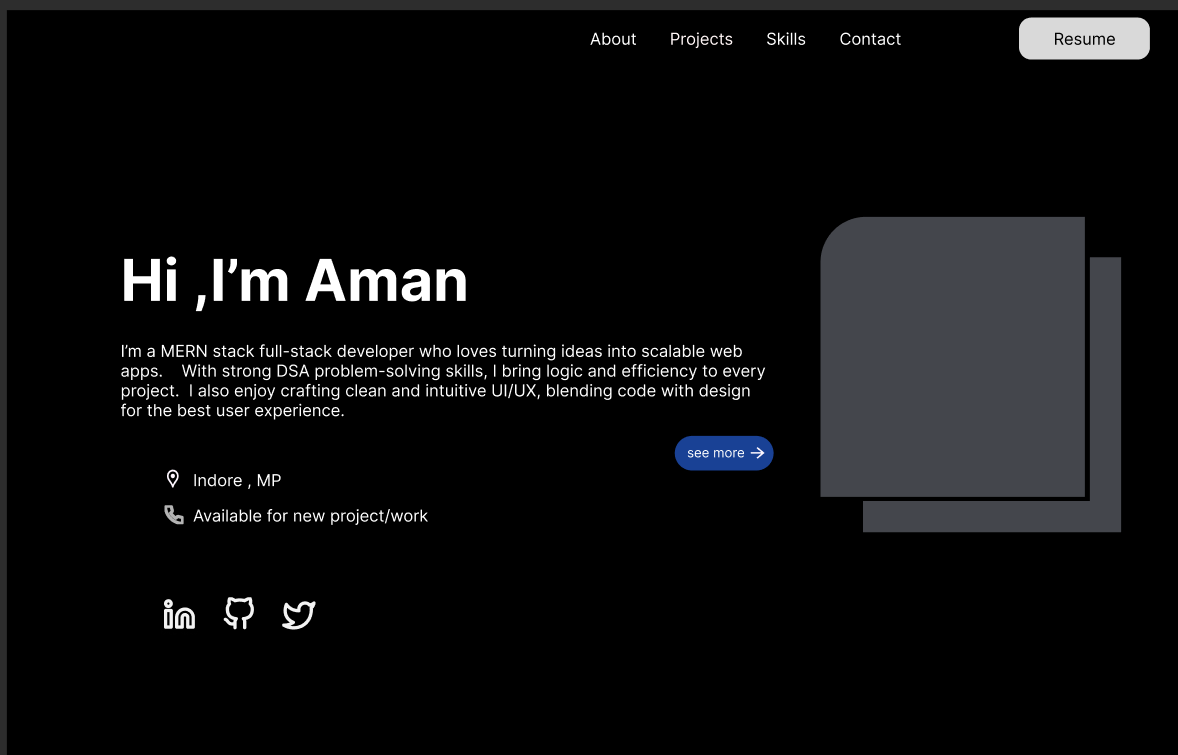 About Projects Skills Contact Resume
Hi ,I’m Aman
I’m a MERN stack full-stack developer who loves turning ideas into scalable web
apps.    With strong DSA problem-solving skills, I bring logic and efficiency to every
project.  I also enjoy crafting clean and intuitive UI/UX, blending code with design
for the best user experience.
see more
Indore , MP
Available for new project/work
in